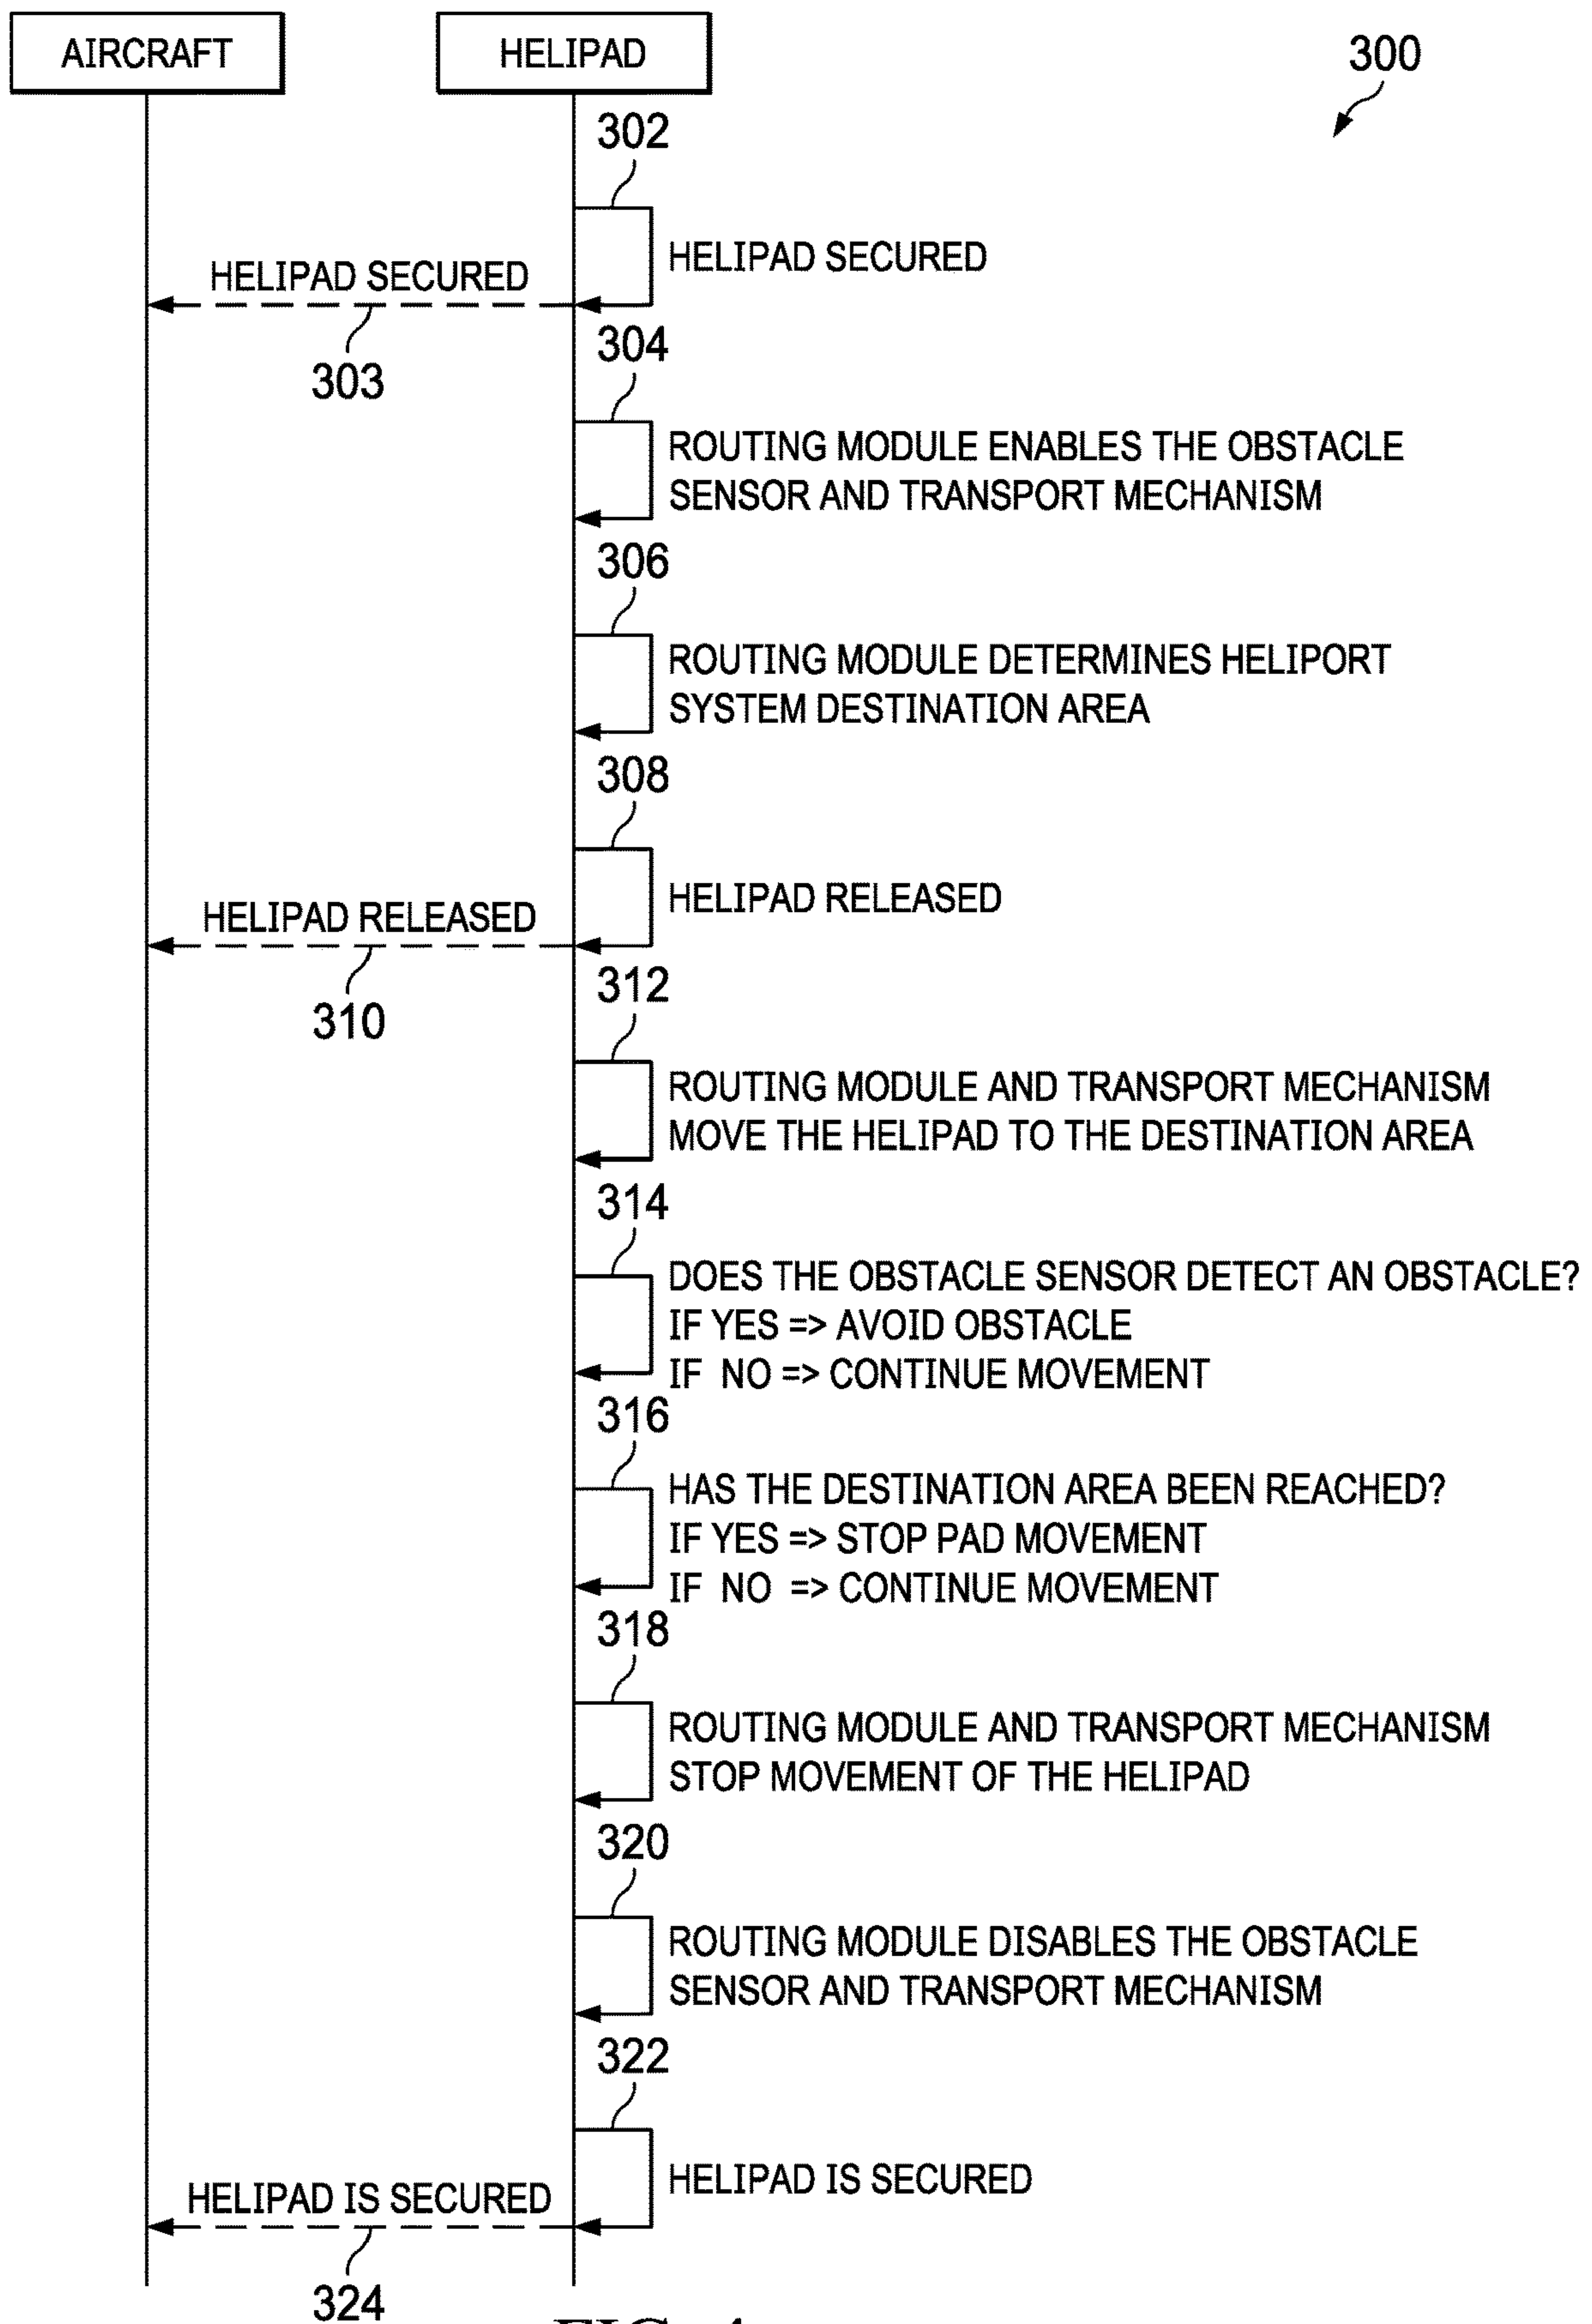 AIRCRAFT
HELIPAD
300
302
HELIPAD SECURED
HELIPAD SECURED
303
304
ROUTING MODULE ENABLES THE OBSTACLE
SENSOR AND TRANSPORT MECHANISM
306
ROUTING MODULE DETERMINES HELIPORT
SYSTEM DESTINATION AREA
308
HELIPAD RELEASED
HELIPAD RELEASED
310
312
ROUTING MODULE AND TRANSPORT MECHANISM
MOVE THE HELIPAD TO THE DESTINATION AREA
314
DOES THE OBSTACLE SENSOR DETECT AN OBSTACLE?
IF YES => AVOID OBSTACLE
IF NO => CONTINUE MOVEMENT
316
HAS THE DESTINATION AREA BEEN REACHED?
IF YES => STOP PAD MOVEMENT
IF NO => CONTINUE MOVEMENT
318
ROUTING MODULE AND TRANSPORT MECHANISM
STOP MOVEMENT OF THE HELIPAD
320
ROUTING MODULE DISABLES THE OBSTACLE
SENSOR AND TRANSPORT MECHANISM
322
HELIPAD IS SECURED
HELIPAD IS SECURED
324